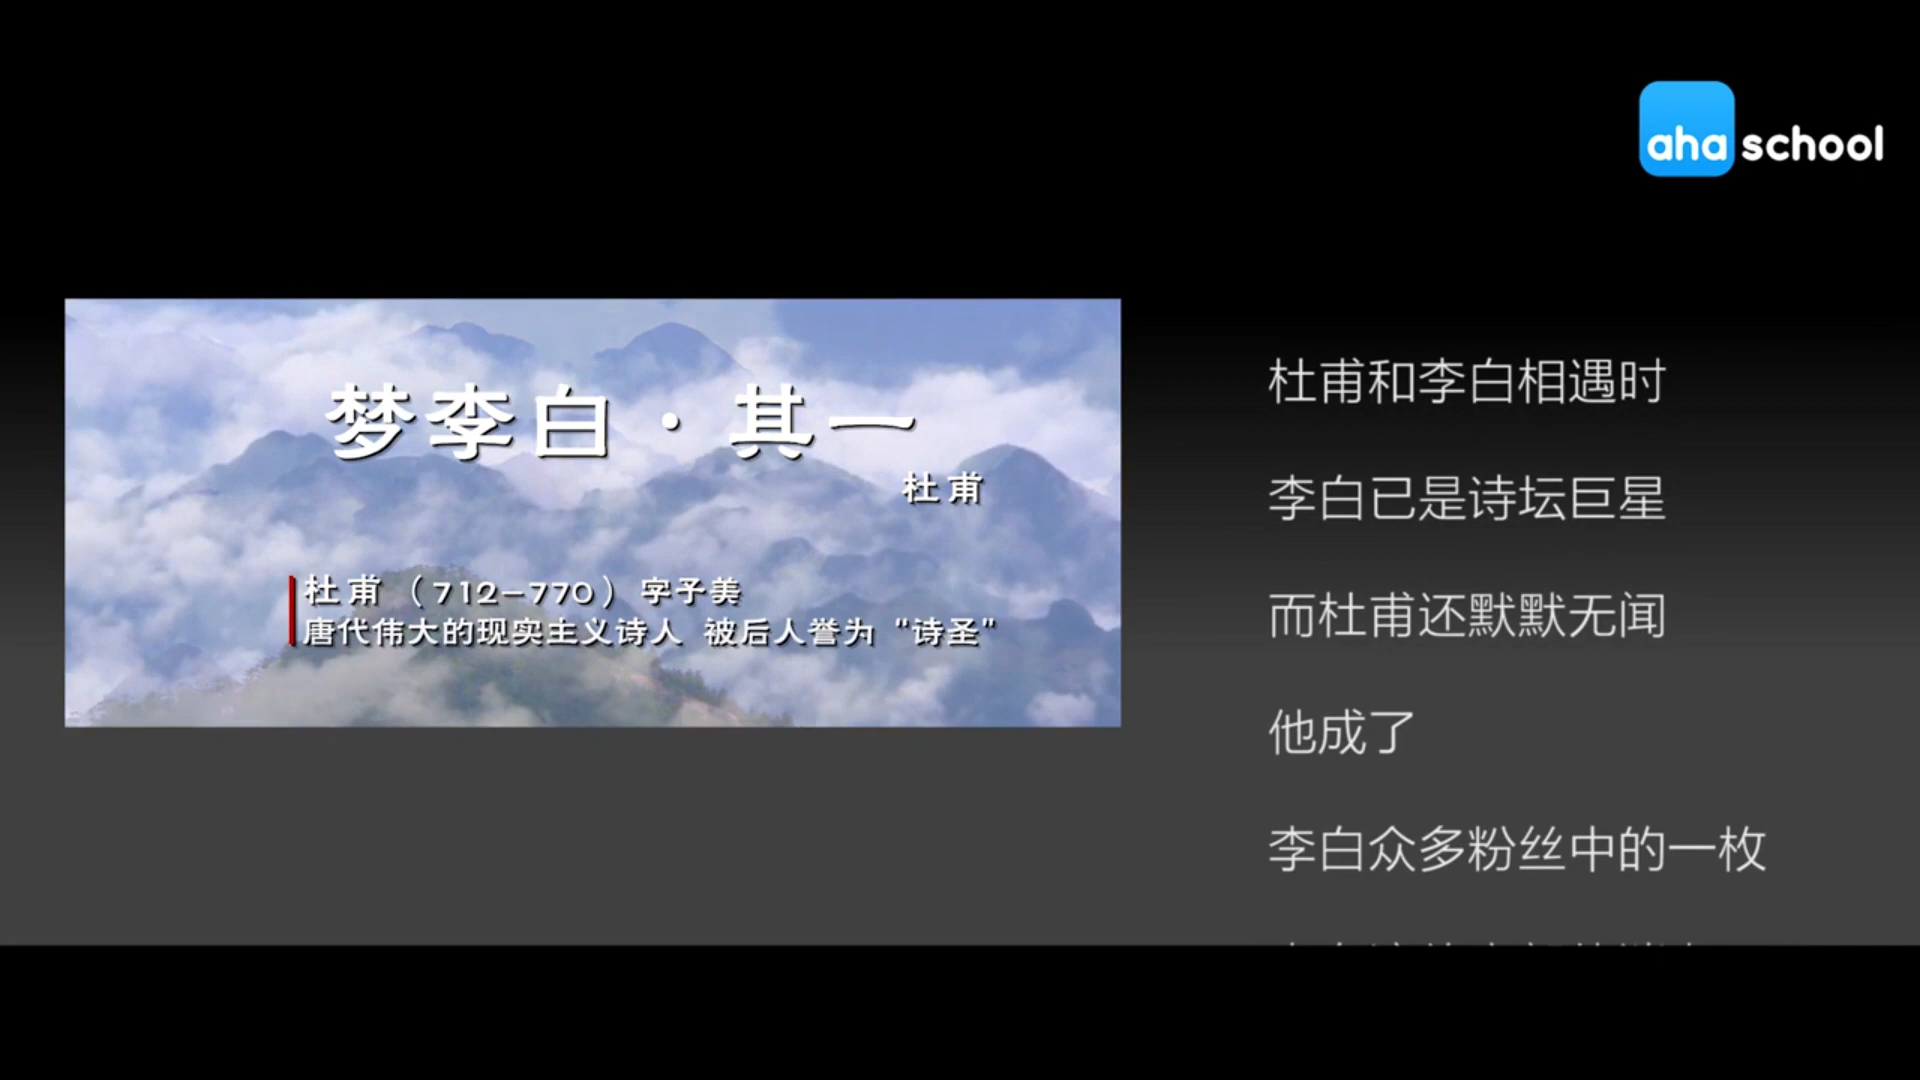 aha school
梦李白·其一
杜甫
杜甫（712–770）字子美
唐代伟大的现实主义诗人 被后人誉为“诗圣”
杜甫和李白相遇时
李白已是诗坛巨星
而杜甫还默默无闻
他成了
李白众多粉丝中的一枚